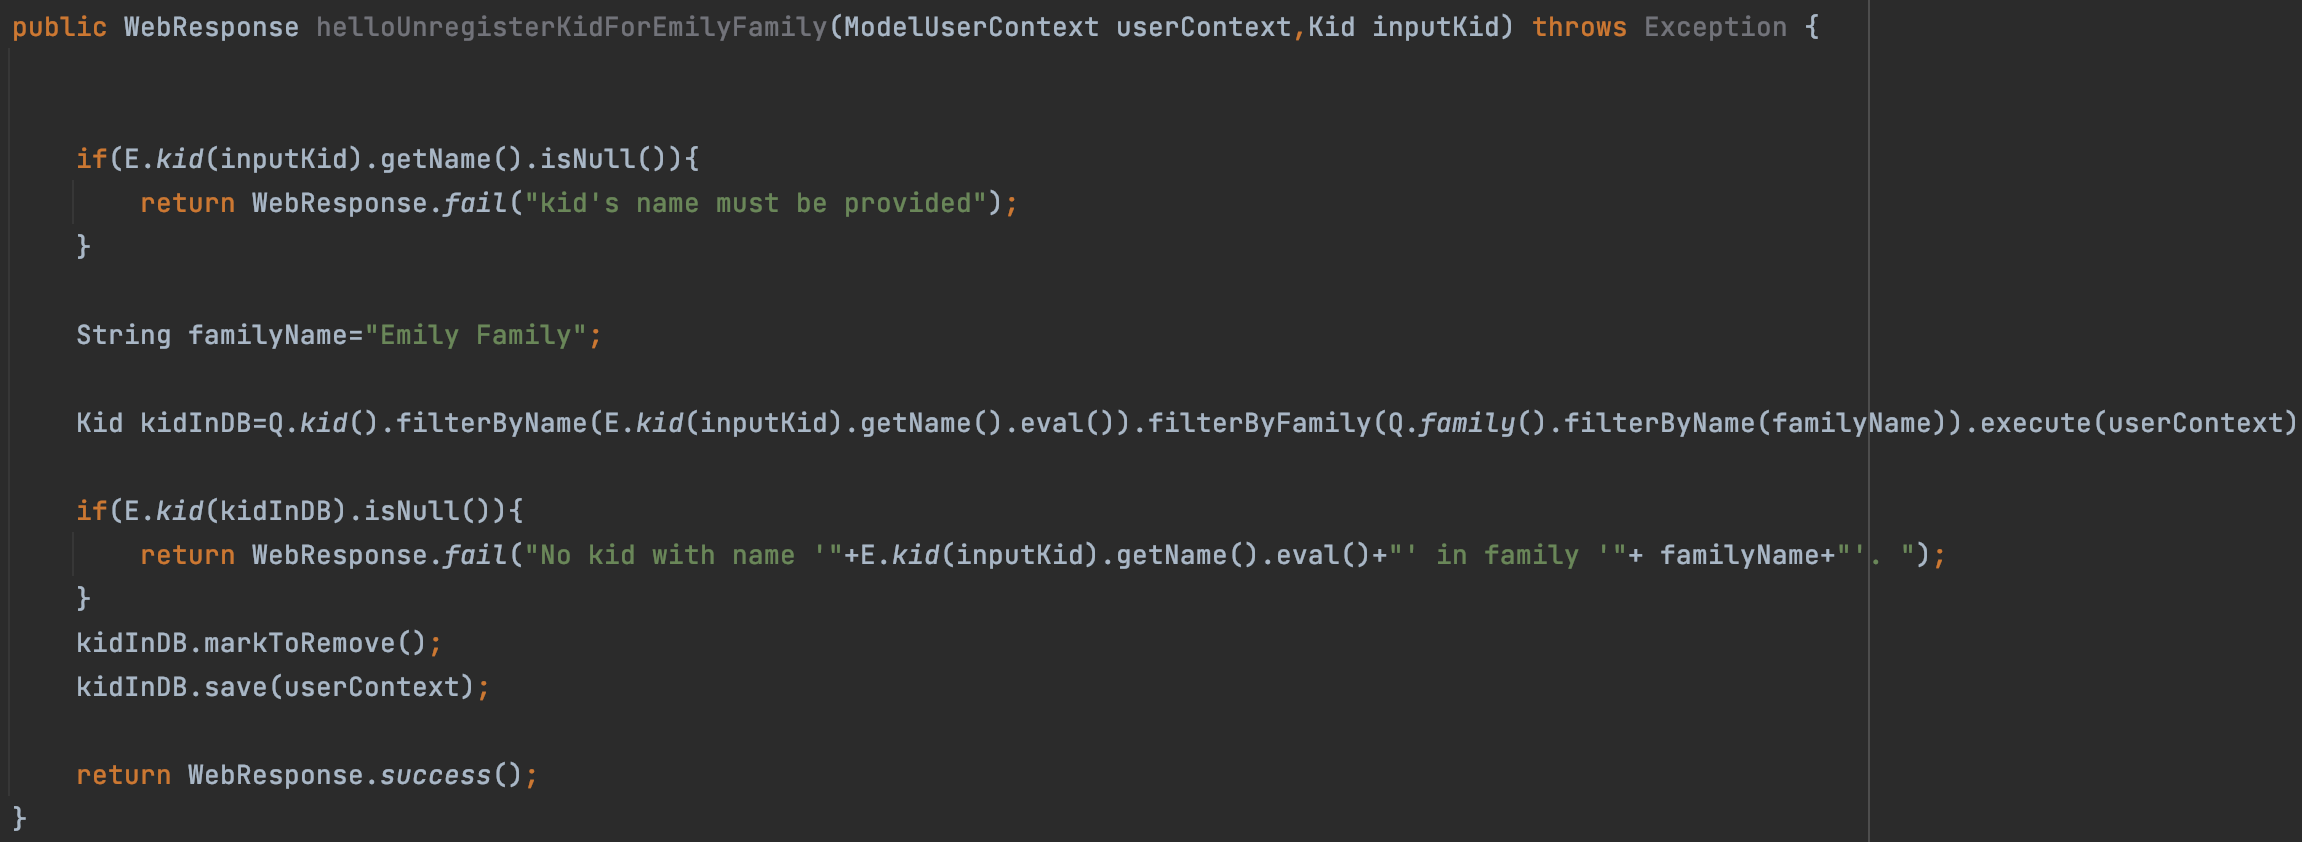 public WebResponse helloUnregisterKidForEmilyFamily(ModelUserContext userContext,Kid inputKid) throws Exception {
if(E.kid(inputKid).getName().isNull()){
return WebResponse.fail("kid's name must be provided");
}
String familyName="Emily Family";
Kid kidInDB=Q.kid().filterByName(E.kid(inputKid).getName().eval()).filterByFamily(Q.family().filterByName(familyName)).execute(userContext)
if(E.kid(kidInDB).isNull()){
return WebResponse.fail("No kid with name '"+E.kid(inputKid).getName().eval()+"' in family '"+ familyName+"'. ");
}
kidInDB.markToRemove();
kidInDB.save(userContext);
return WebResponse.success();
}